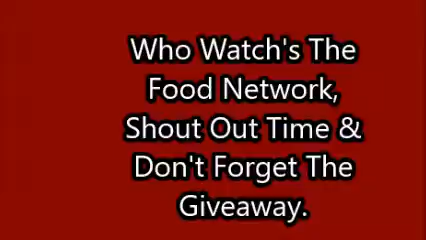 Who Watch's The
Food Network,
Shout Out Time &
Don't Forget The
Giveaway.